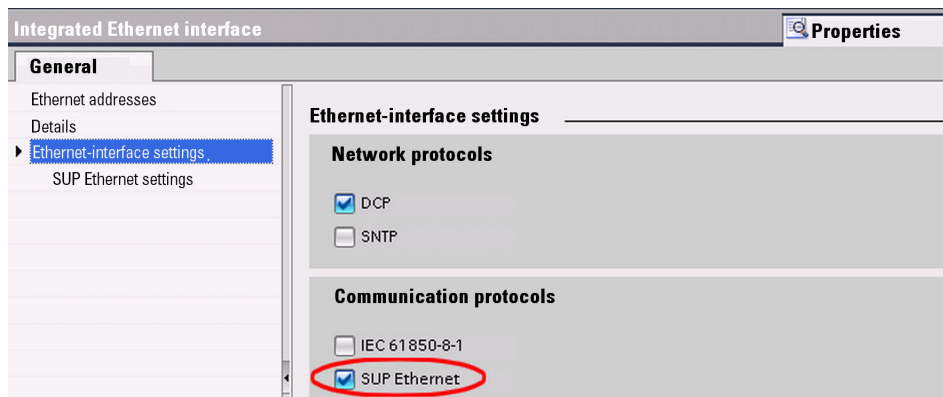 Integrated Ethernet interface
Properties
General
Ethernet addresses
Details
Ethernet-interface settings
SUP Ethernet settings
Ethernet-interface settings
Network protocols
DCP
SNTP
Communication protocols
IEC 61850-8-1
SUP Ethernet